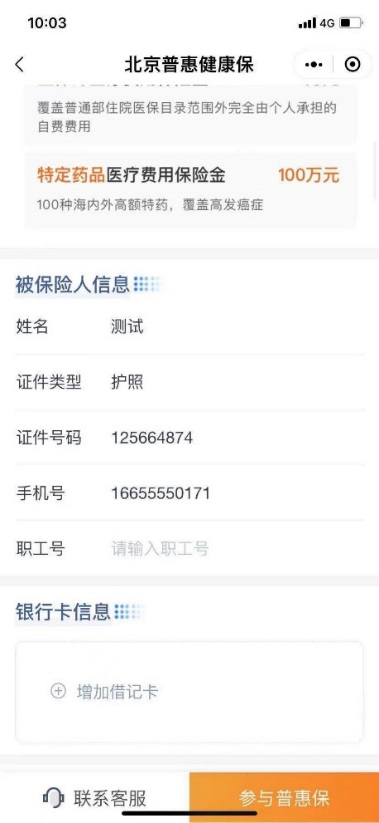 10:03
4G
北京普惠健康保
覆盖普通部住院医保目录范围外完全由个人承担的
自费费用
特定药品医疗费用保险金 100万元
100种海内外高额特药，覆盖高发癌症
被保险人信息
姓名 测试
证件类型 护照
证件号码 125664874
手机号 16655550171
职工号 请输入职工号
银行卡信息
增加借记卡
联系客服 参与普惠保